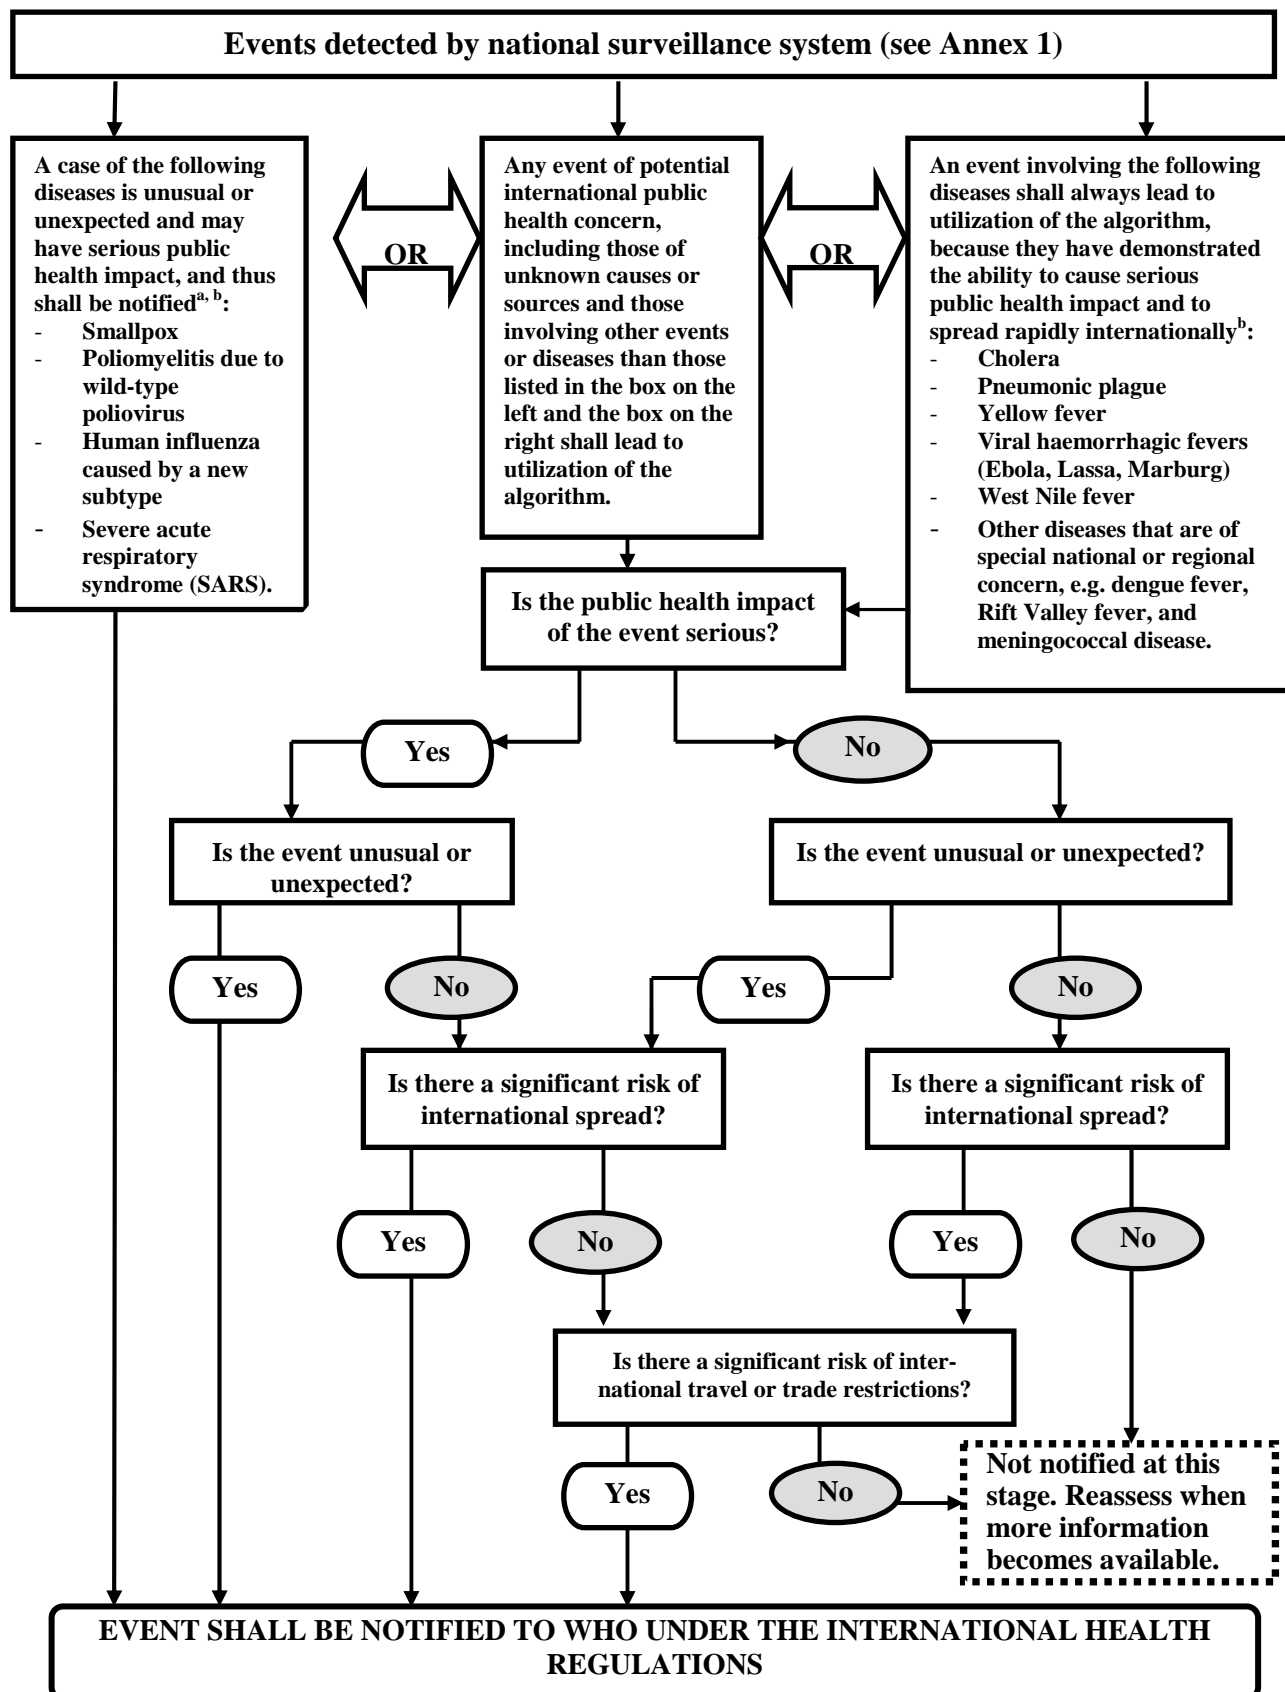 Events detected by national surveillance system (see Annex 1)
A case of the following
diseases is unusual or
unexpected and may
have serious public
health impact, and thus
shall be notifiedᵃ, ᵇ:
- Smallpox
- Poliomyelitis due to
wild-type
poliovirus
- Human influenza
caused by a new
subtype
- Severe acute
respiratory
syndrome (SARS).
OR
Any event of potential
international public
health concern,
including those of
unknown causes or
sources and those
involving other events
or diseases than those
listed in the box on the
left and the box on the
right shall lead to
utilization of the
algorithm.
OR
An event involving the following
diseases shall always lead to
utilization of the algorithm,
because they have demonstrated
the ability to cause serious
public health impact and to
spread rapidly internationallyᵇ:
- Cholera
- Pneumonic plague
- Yellow fever
- Viral haemorrhagic fevers
(Ebola, Lassa, Marburg)
- West Nile fever
- Other diseases that are of
special national or regional
concern, e.g. dengue fever,
Rift Valley fever, and
meningococcal disease.
Is the public health impact
of the event serious?
Yes
No
Is the event unusual or
unexpected?
Is the event unusual or unexpected?
Yes
No
Yes
No
Is there a significant risk of
international spread?
Is there a significant risk of
international spread?
Yes
No
Yes
No
Is there a significant risk of inter-
national travel or trade restrictions?
Yes
No
Not notified at this
stage. Reassess when
more information
becomes available.
EVENT SHALL BE NOTIFIED TO WHO UNDER THE INTERNATIONAL HEALTH
REGULATIONS